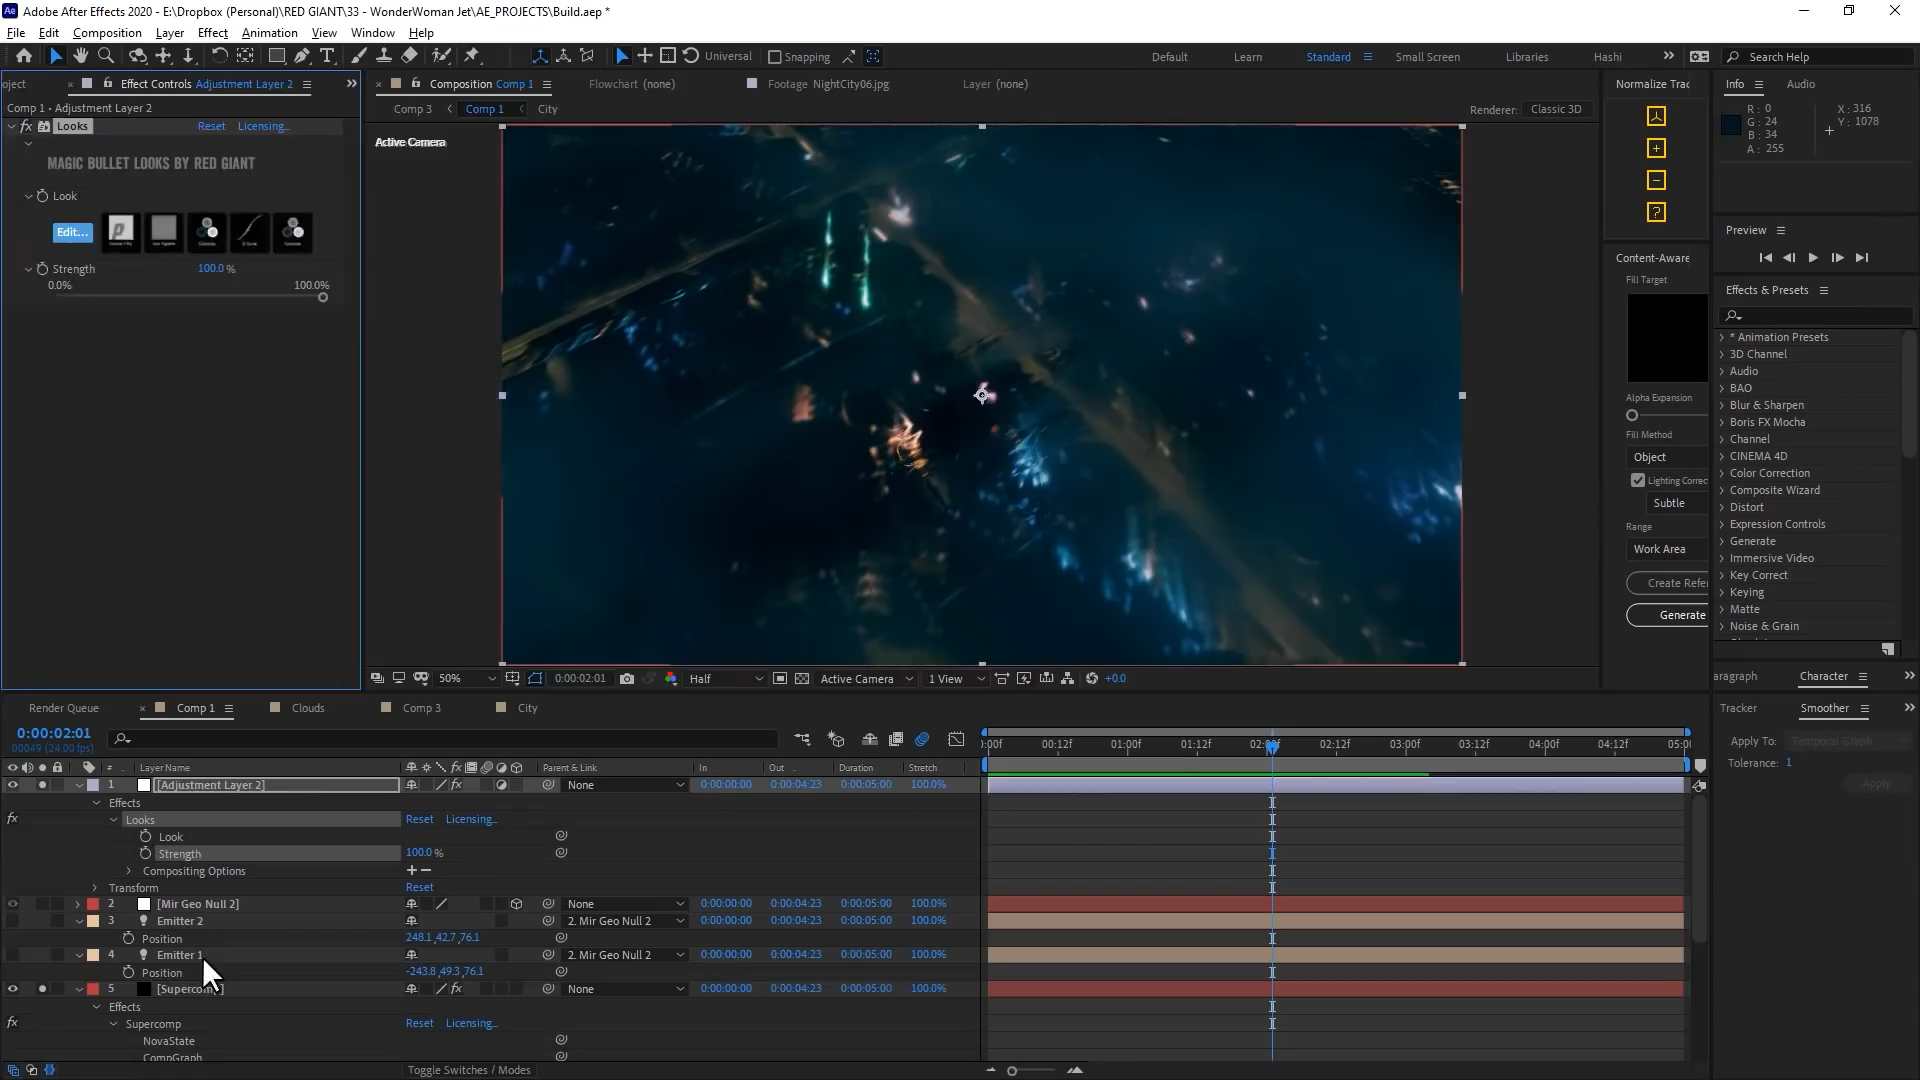 Adobe After Effects 2020 - E:\Dropbox (Personal)\RED GIANT\33 - WonderWoman Jet\AE_PROJECTS\Build.aep *
File Edit Composition Layer Effect Animation View Window Help
Universal Snapping Default Learn Standard Small Screen Libraries Hashi Search Help
oject Effect Controls Adjustment Layer 2
Composition Comp 1 Flowchart (none) Footage NightCity06.jpg Layer (none)
Normalize Trac
Info Audio
Comp 1 • Adjustment Layer 2
Comp 3 Comp 1 City
Renderer: Classic 3D
R: 0
G: 24
B: 34
A: 255
X: 316
Y: 1078
fx Looks Reset Licensing...
MAGIC BULLET LOOKS BY RED GIANT
Look
Edit...
Strength 100.0 %
0.0% 100.0%
Active Camera
Content-Aware
Fill Target
Alpha Expansion
Fill Method
Object
Lighting Correc
Subtle
Range
Work Area
Create Refer
Generate
Preview
Effects & Presets
* Animation Presets
3D Channel
Audio
BAO
Blur & Sharpen
Boris FX Mocha
Channel
CINEMA 4D
Color Correction
Composite Wizard
Distort
Expression Controls
Generate
Immersive Video
Key Correct
Keying
Matte
Noise & Grain
50% 0:00:02:01 Half Active Camera 1 View +0.0
aragraph Character
Tracker Smoother
Apply To: Temporal Graph
Tolerance: 1
Apply
Render Queue Comp 1 Clouds Comp 3 City
0:00:02:01
00049 (24.00 fps)
:00f 00:12f 01:00f 01:12f 02:00f 02:12f 03:00f 03:12f 04:00f 04:12f 05:0
# Layer Name Parent & Link In Out Duration Stretch
1 [Adjustment Layer 2] None 0:00:00:00 0:00:04:23 0:00:05:00 100.0%
Effects
fx Looks Reset Licensing...
Look
Strength 100.0 %
Compositing Options
Transform Reset
2 [Mir Geo Null 2] None 0:00:00:00 0:00:04:23 0:00:05:00 100.0%
3 Emitter 2 2. Mir Geo Null 2 0:00:00:00 0:00:04:23 0:00:05:00 100.0%
Position 248.1,42.7,76.1
4 Emitter 1 2. Mir Geo Null 2 0:00:00:00 0:00:04:23 0:00:05:00 100.0%
Position -243.8,49.3,76.1
5 [Supercomp] None 0:00:00:00 0:00:04:23 0:00:05:00 100.0%
Effects
fx Supercomp Reset Licensing...
NovaState
CompGraph
Toggle Switches / Modes